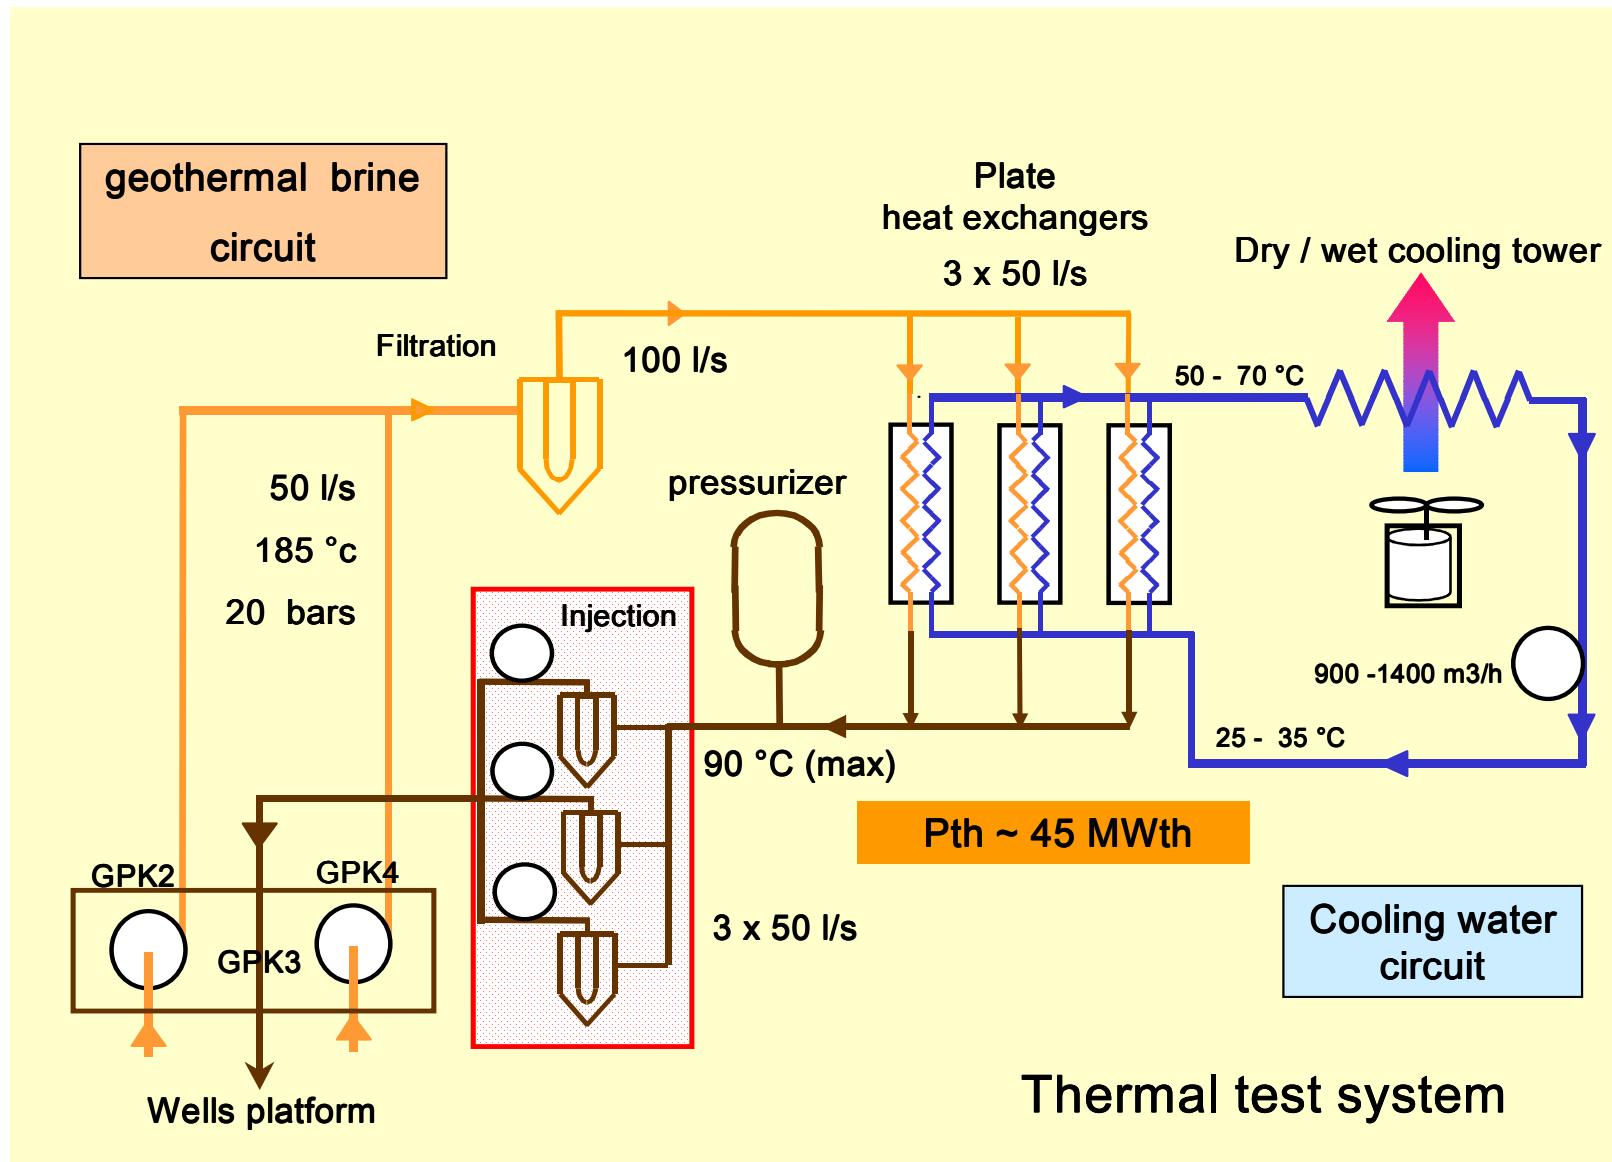 geothermal brine
circuit
Plate
heat exchangers
3 x 50 l/s
Dry / wet cooling tower
Filtration
100 l/s
50 - 70 °C
50 l/s
185 °c
20 bars
pressurizer
Injection
900 -1400 m3/h
25 - 35 °C
90 °C (max)
Pth ~ 45 MWth
GPK2
GPK4
GPK3
3 x 50 l/s
Cooling water
circuit
Wells platform
Thermal test system